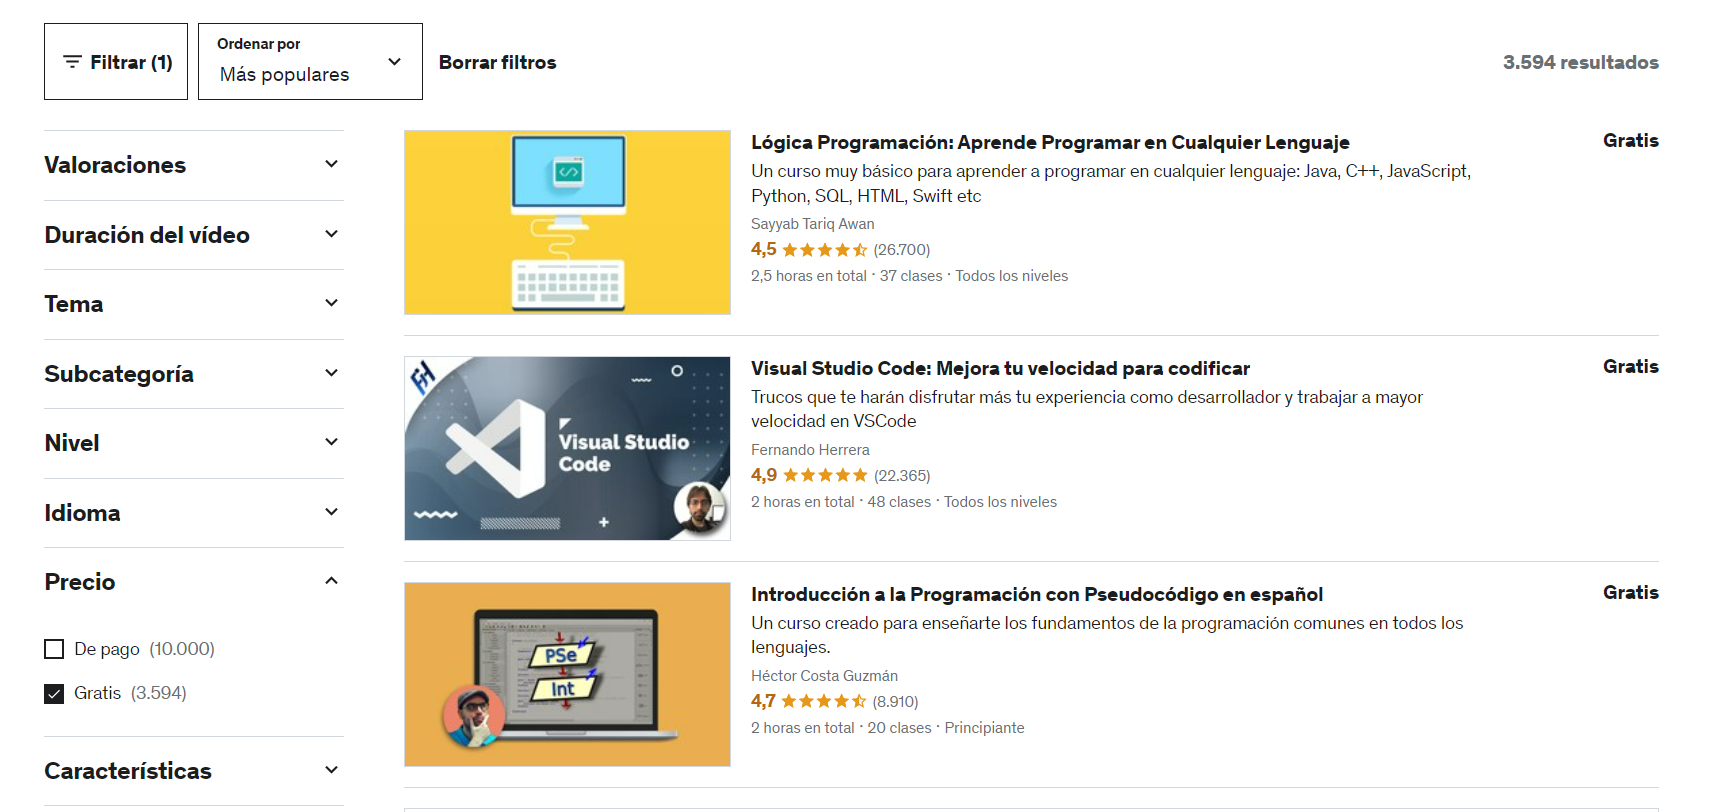 Filtrar (1)
Ordenar por
Más populares
Borrar filtros
3.594 resultados
Valoraciones
Duración del vídeo
Tema
Subcategoría
Nivel
Idioma
Precio
De pago (10.000)
Gratis (3.594)
Características
Lógica Programación: Aprende Programar en Cualquier Lenguaje
Gratis
Un curso muy básico para aprender a programar en cualquier lenguaje: Java, C++, JavaScript,
Python, SQL, HTML, Swift etc
Sayyab Tariq Awan
4,5 (26.700)
2,5 horas en total · 37 clases · Todos los niveles
FH
Visual Studio
Code
Visual Studio Code: Mejora tu velocidad para codificar
Gratis
Trucos que te harán disfrutar más tu experiencia como desarrollador y trabajar a mayor
velocidad en VSCode
Fernando Herrera
4,9 (22.365)
2 horas en total · 48 clases · Todos los niveles
PSe
Int
Introducción a la Programación con Pseudocódigo en español
Gratis
Un curso creado para enseñarte los fundamentos de la programación comunes en todos los
lenguajes.
Héctor Costa Guzmán
4,7 (8.910)
2 horas en total · 20 clases · Principiante